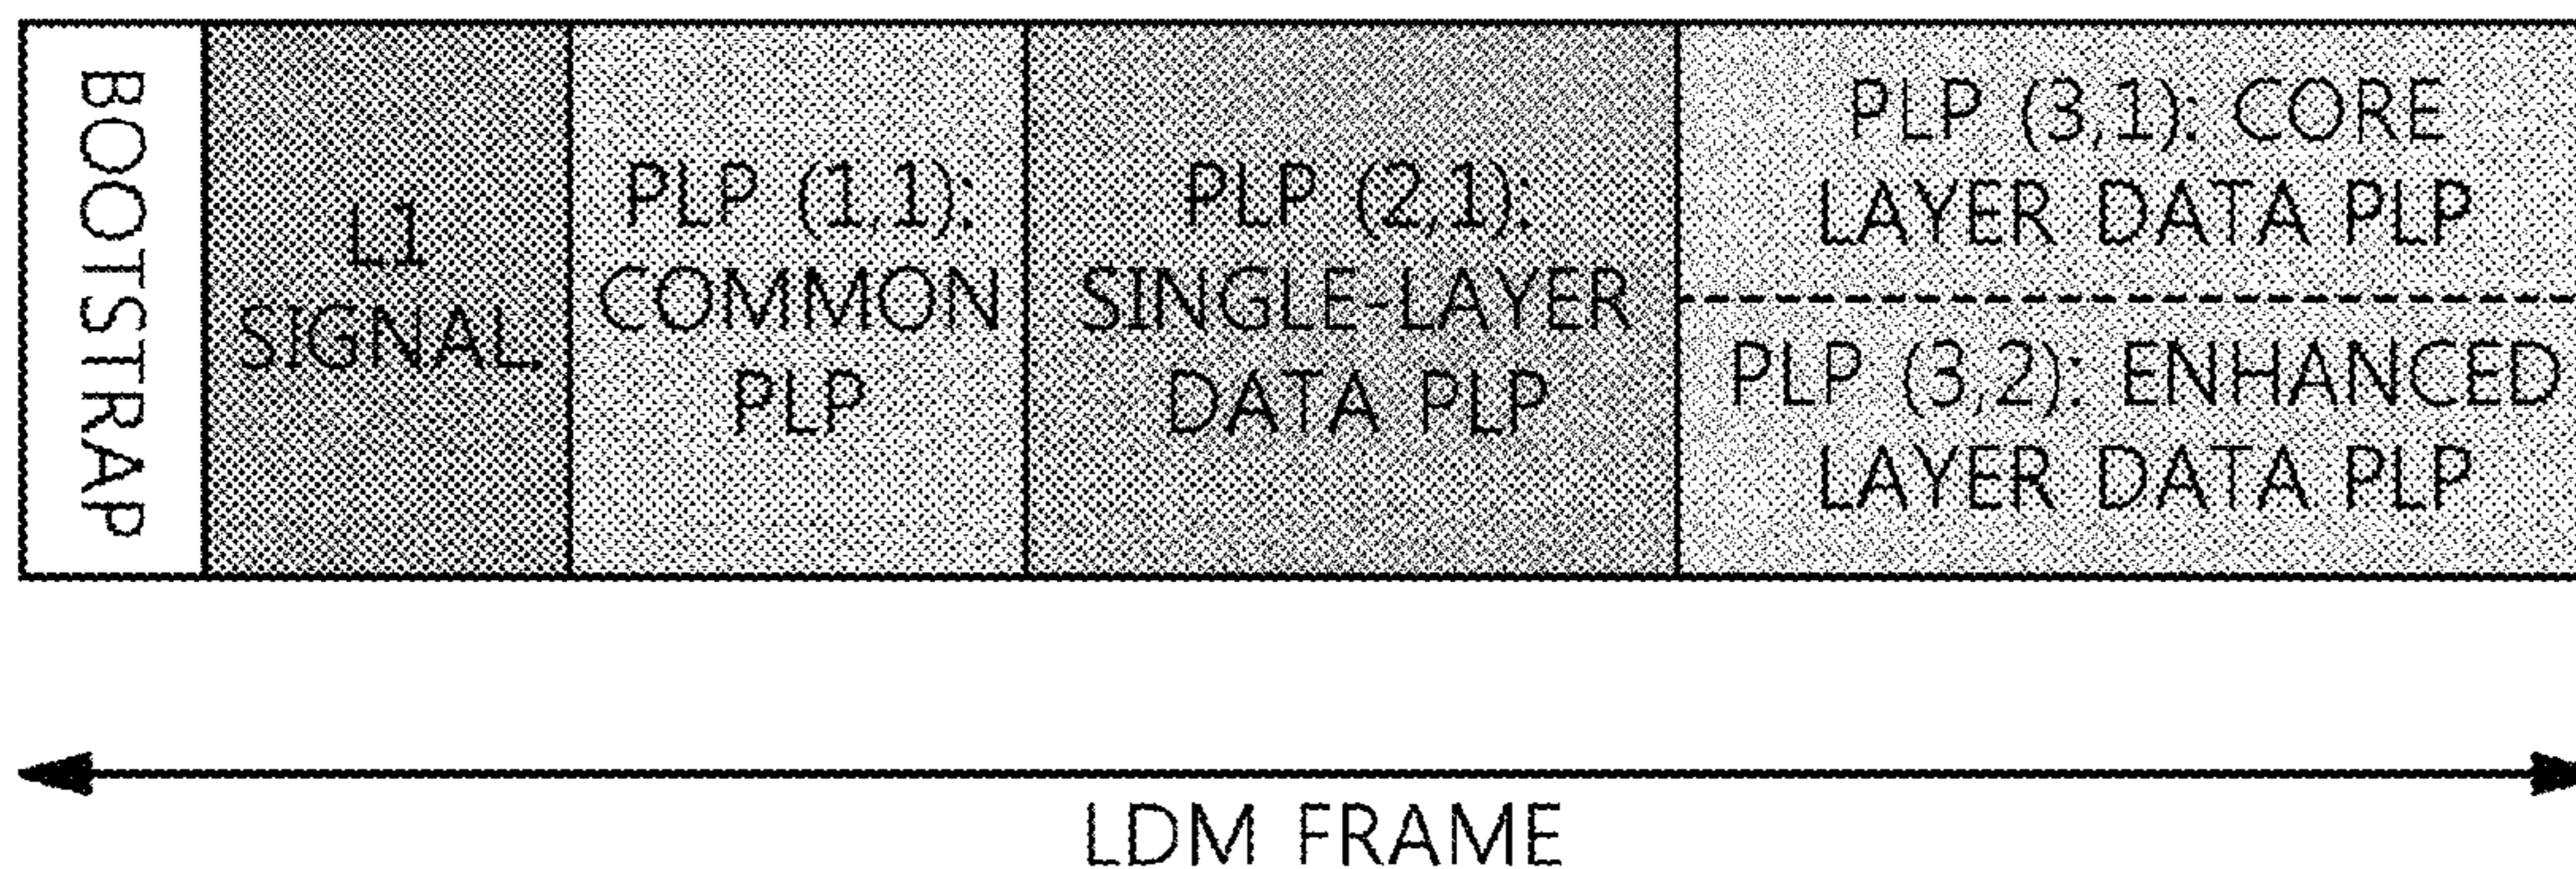 BOOTSTRAP
L1
SIGNAL
PLP (1,1):
COMMON
PLP
PLP (2,1):
SINGLE-LAYER
DATA PLP
PLP (3,1): CORE
LAYER DATA PLP
PLP (3,2): ENHANCED
LAYER DATA PLP
LDM FRAME